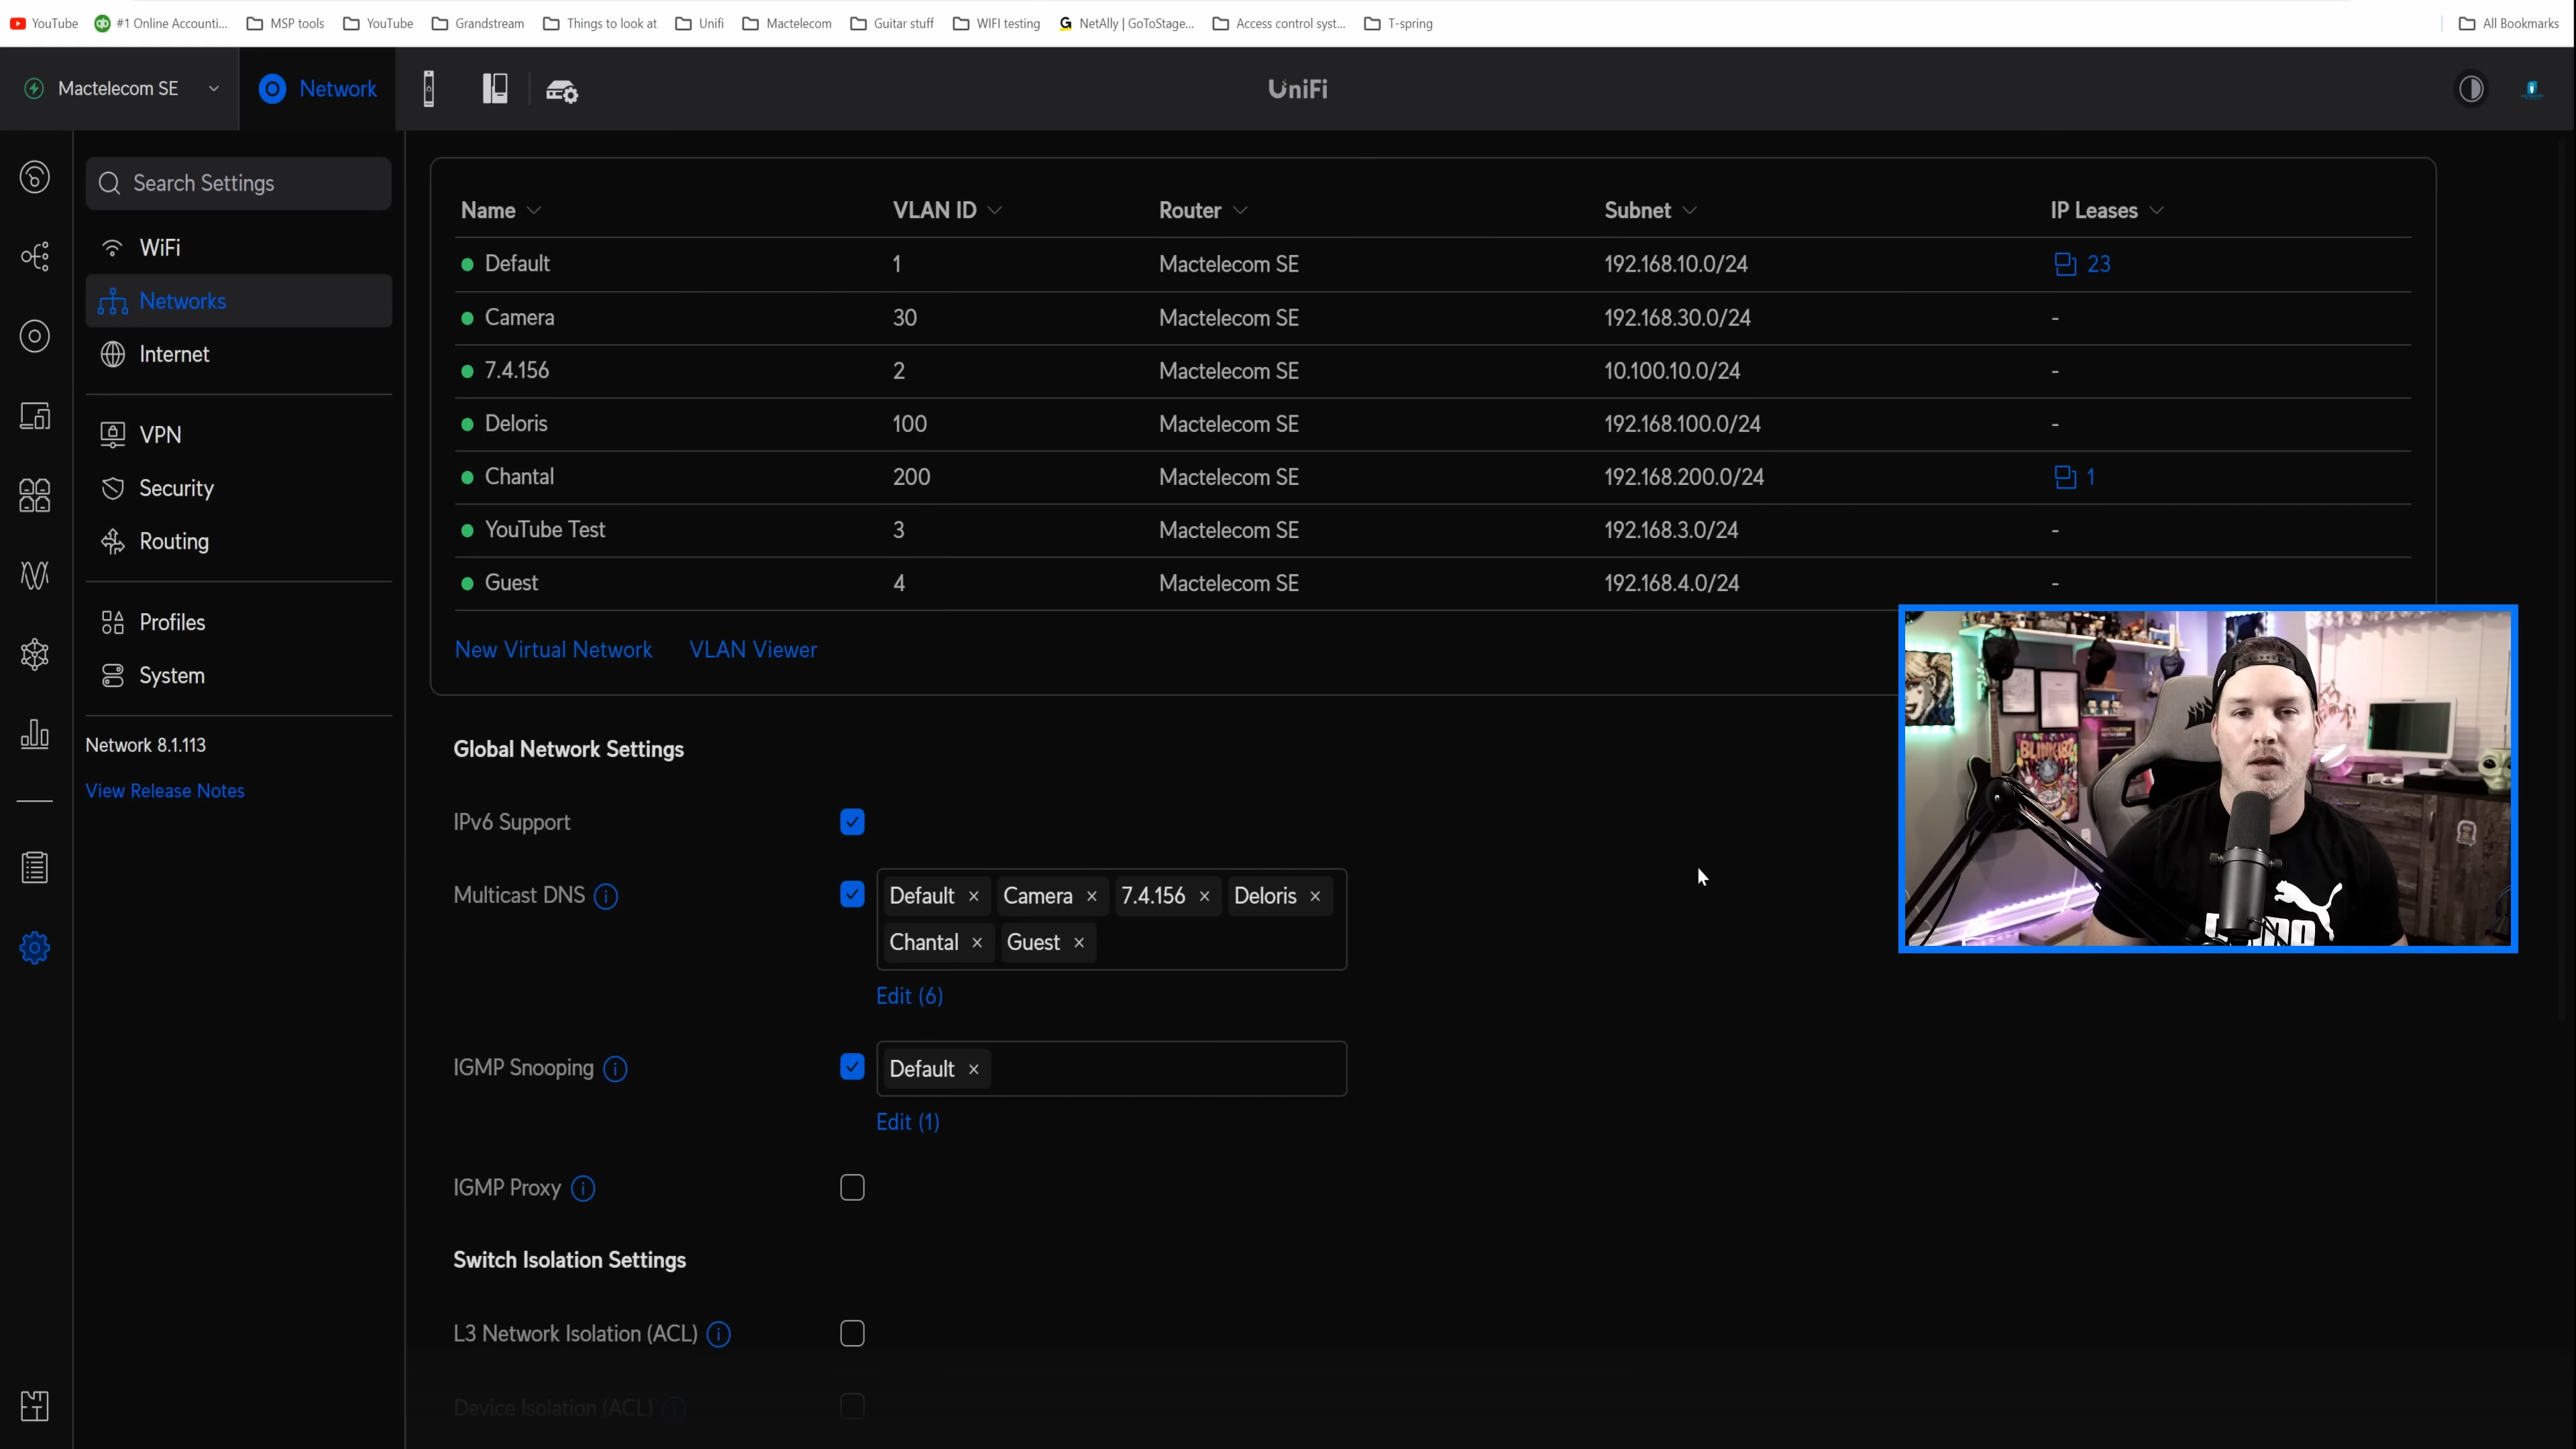 YouTube #1 Online Accounti... MSP tools YouTube Grandstream Things to look at Unifi Mactelecom Guitar stuff WIFI testing NetAlly | GoToStage... Access control syst... T-spring All Bookmarks
Mactelecom SE Network UniFi
Search Settings
WiFi
Networks
Internet
VPN
Security
Routing
Profiles
System
Network 8.1.113
View Release Notes
Name VLAN ID Router Subnet IP Leases
Default 1 Mactelecom SE 192.168.10.0/24 23
Camera 30 Mactelecom SE 192.168.30.0/24 -
7.4.156 2 Mactelecom SE 10.100.10.0/24 -
Deloris 100 Mactelecom SE 192.168.100.0/24 -
Chantal 200 Mactelecom SE 192.168.200.0/24 1
YouTube Test 3 Mactelecom SE 192.168.3.0/24 -
Guest 4 Mactelecom SE 192.168.4.0/24 -
New Virtual Network VLAN Viewer
Global Network Settings
IPv6 Support
Multicast DNS Default × Camera × 7.4.156 × Deloris ×
Chantal × Guest ×
Edit (6)
IGMP Snooping Default ×
Edit (1)
IGMP Proxy
Switch Isolation Settings
L3 Network Isolation (ACL)
Device Isolation (ACL)
BLINK182